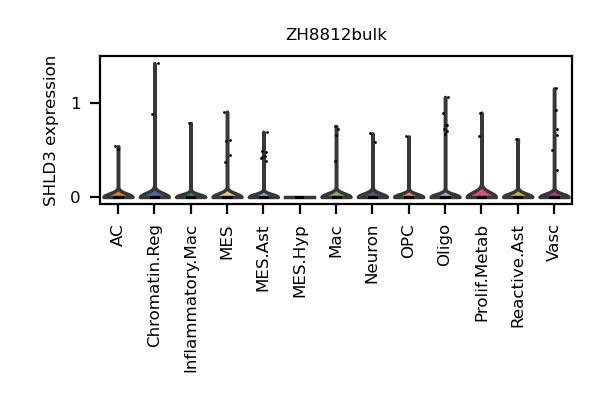 ZH8812bulk
SHLD3 expression
1
0
AC
Chromatin.Reg
Inflammatory.Mac
MES
MES.Ast
MES.Hyp
Mac
Neuron
OPC
Oligo
Prolif.Metab
Reactive.Ast
Vasc